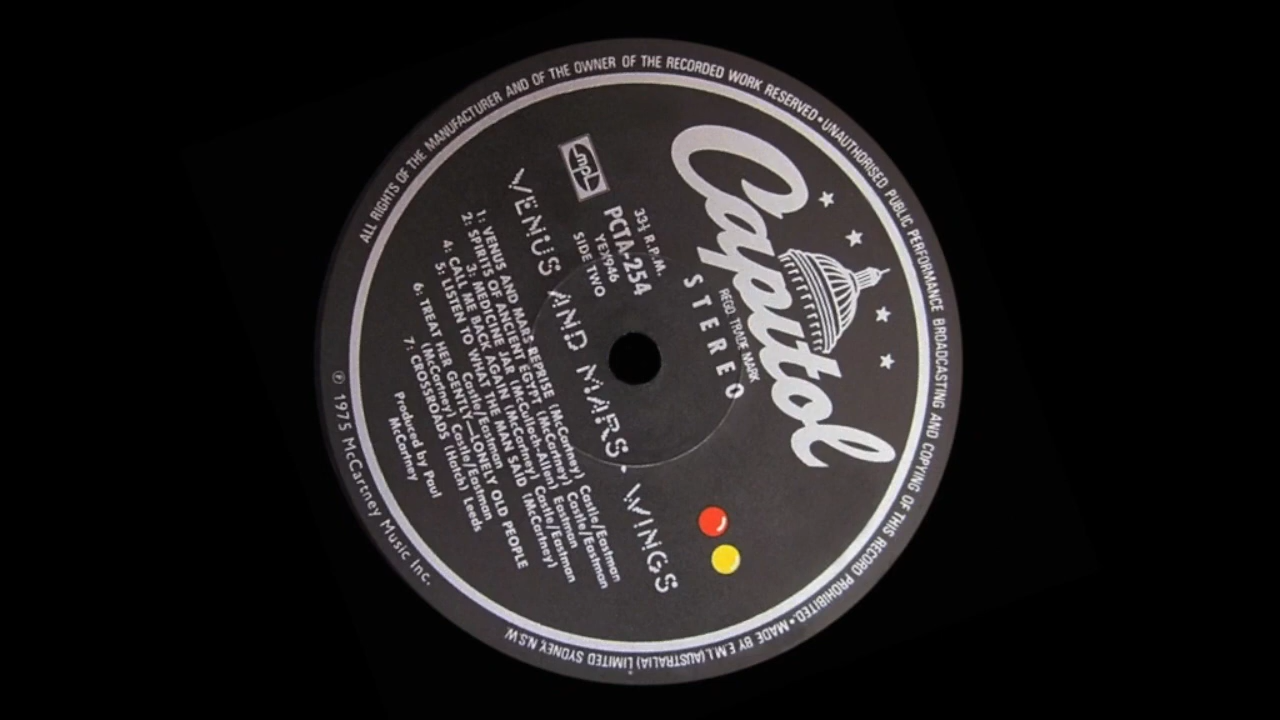 ALL RIGHTS OF THE MANUFACTURER AND OF THE OWNER OF THE RECORDED WORK RESERVED • UNAUTHORISED PUBLIC PERFORMANCE BROADCASTING AND COPYING OF THIS RECORD PROHIBITED. • MADE BY E.M.I. (AUSTRALIA) LIMITED SYDNEY, N.S.W.
Capitol
REGD. TRADE MARK
STEREO
33⅓ R.P.M.
PCTA-254
YEX946
SIDE TWO
mpl
VENUS AND MARS. WINGS
1: VENUS AND MARS REPRISE (McCartney) Castle/Eastman
2: SPIRITS OF ANCIENT EGYPT (McCartney) Castle/Eastman
3: MEDICINE JAR (McCulloch-Allen) Eastman
4: CALL ME BACK AGAIN (McCartney) Castle/Eastman
5: LISTEN TO WHAT THE MAN SAID (McCartney)
Castle/Eastman
6: TREAT HER GENTLY—LONELY OLD PEOPLE
(McCartney) Castle/Eastman
7: CROSSROADS (Hatch) Leeds
Produced by Paul
McCartney
℗ 1975 McCartney Music Inc.